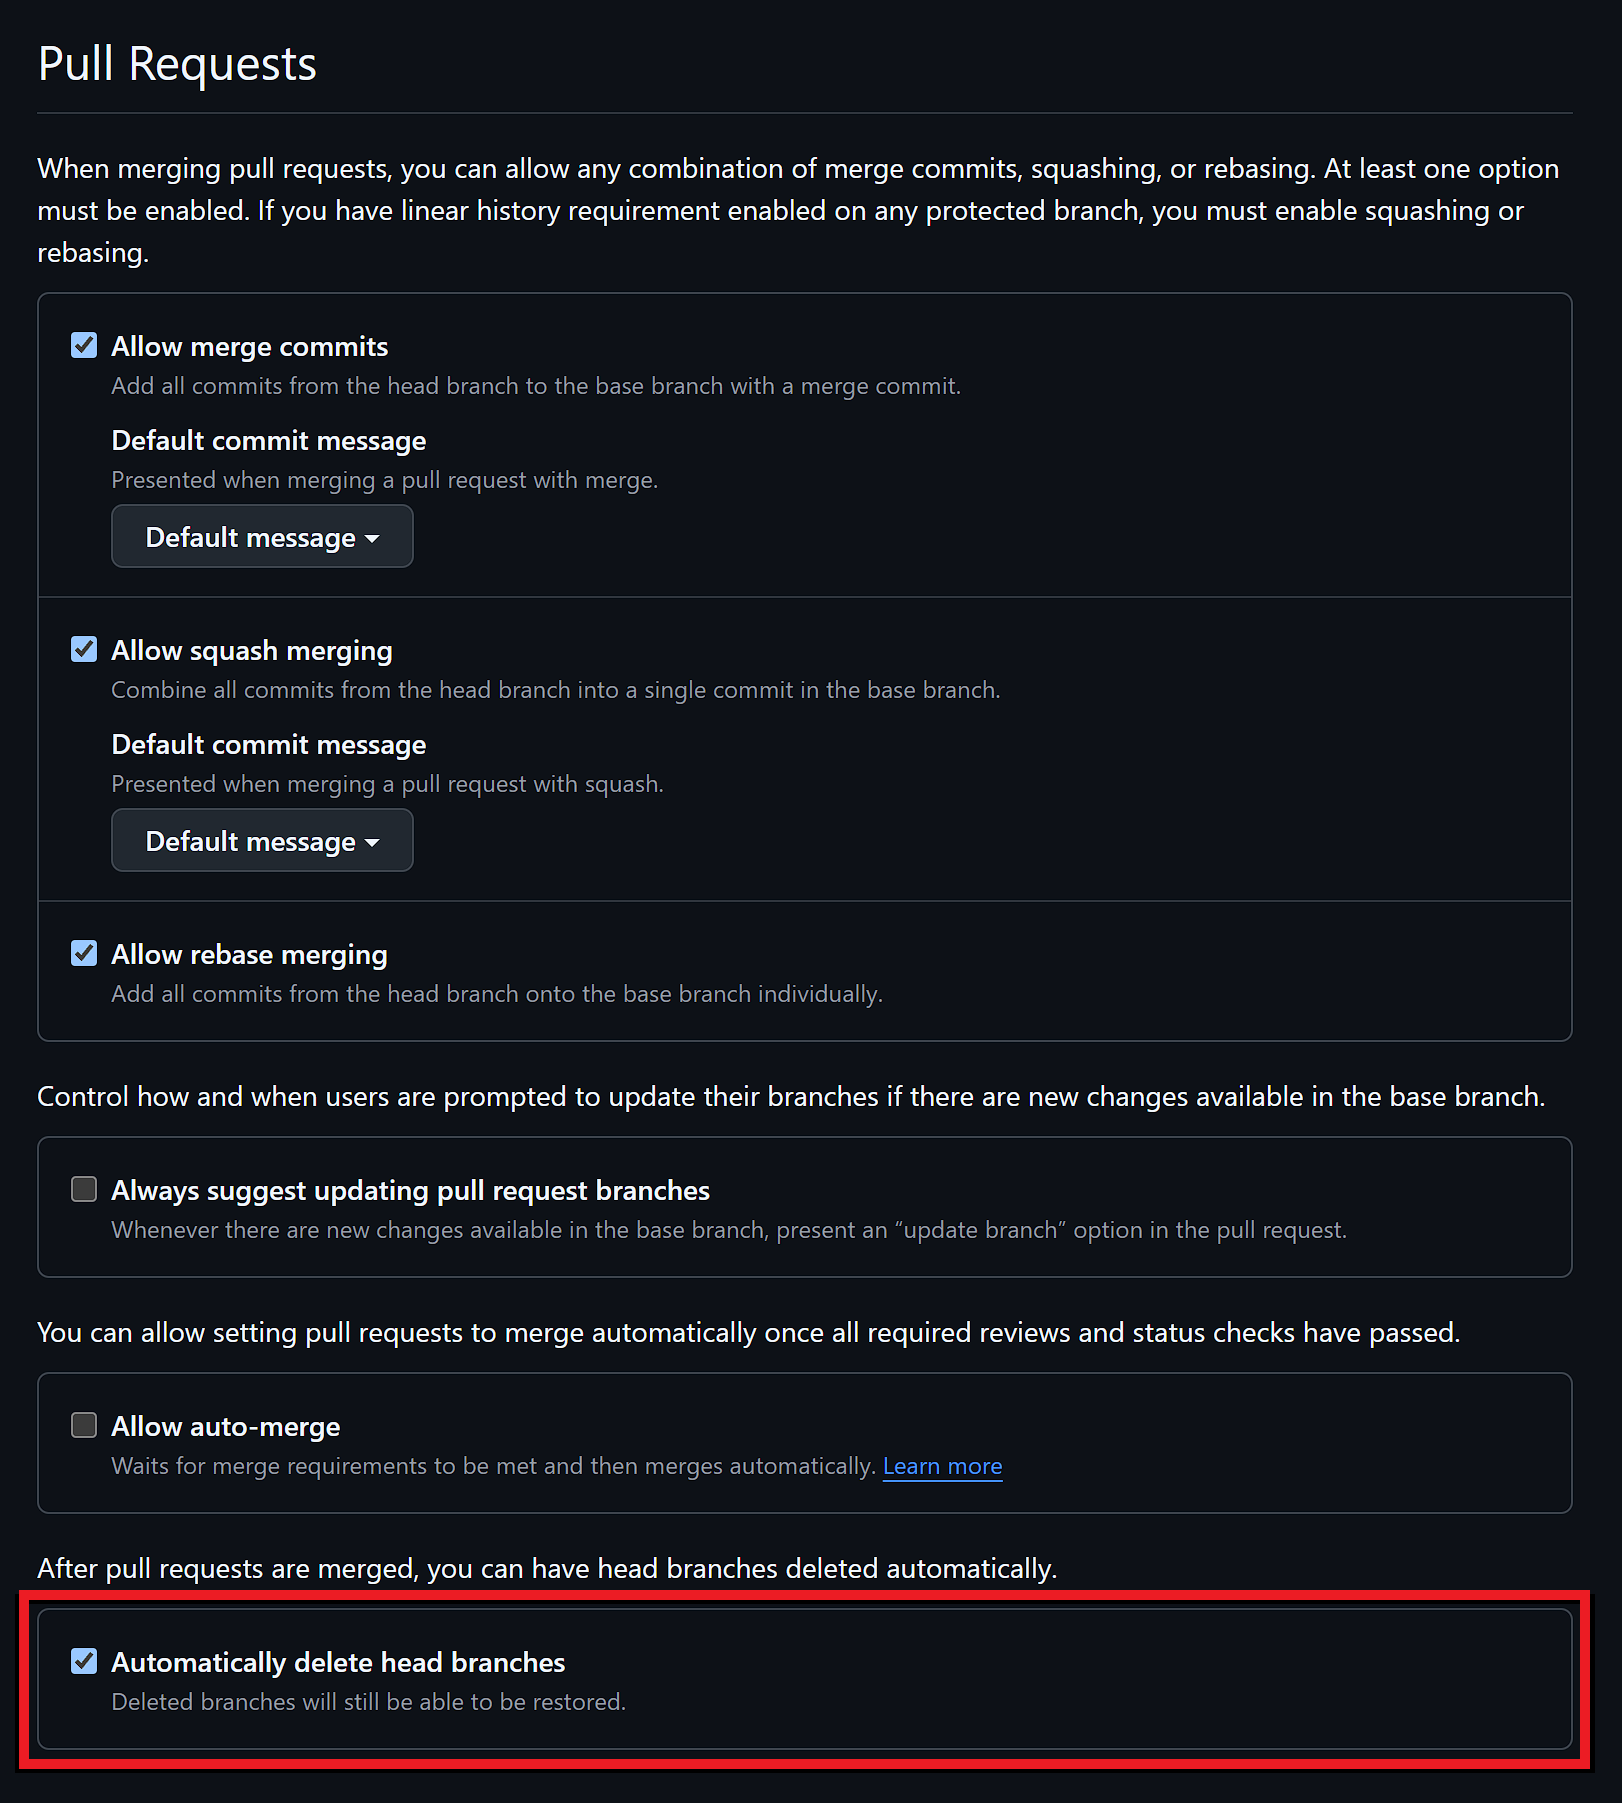 Pull Requests
When merging pull requests, you can allow any combination of merge commits, squashing, or rebasing. At least one option
must be enabled. If you have linear history requirement enabled on any protected branch, you must enable squashing or
rebasing.
Allow merge commits
Add all commits from the head branch to the base branch with a merge commit.
Default commit message
Presented when merging a pull request with merge.
Default message
Allow squash merging
Combine all commits from the head branch into a single commit in the base branch.
Default commit message
Presented when merging a pull request with squash.
Default message
Allow rebase merging
Add all commits from the head branch onto the base branch individually.
Control how and when users are prompted to update their branches if there are new changes available in the base branch.
Always suggest updating pull request branches
Whenever there are new changes available in the base branch, present an “update branch” option in the pull request.
You can allow setting pull requests to merge automatically once all required reviews and status checks have passed.
Allow auto-merge
Waits for merge requirements to be met and then merges automatically. Learn more
After pull requests are merged, you can have head branches deleted automatically.
Automatically delete head branches
Deleted branches will still be able to be restored.